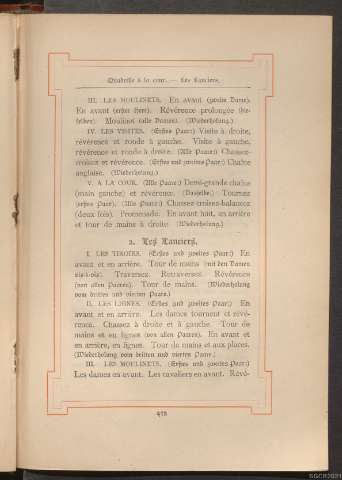 Quadrille à la cour. — Les Lanciers.
III. LES MOULINETS. En avant (zweite Dame).
En avant (erster Herr). Révérence prolongée (die-
selben). Moulinet (alle Damen). (Wiederholung.)
IV. LES VISITES. (Erstes Paar:) Visite à droite,
révérence et ronde à gauche. Visite à gauche,
révérence et ronde à droite. (Alle Paare:) Chassez-
croisez et révérence. (Erstes und zweites Paar:) Chaîne
anglaise. (Wiederholung.)
V. A LA COUR. (Alle Paare:) Demi-grande chaîne
(main gauche) et révérence. (Dasselbe.) Tournez
(erstes Paar). (Alle Paare:) Chassez-croisez-balancez
(deux fois). Promenade. En avant huit, en arrière
et tour de mains à droite. (Wiederholung.)
2. Les Lanciers.
I. LES TIROIRS. (Erstes und zweites Paar:) En
avant et en arrière. Tour de mains (mit den Damen
vis-à-vis). Traversez. Retraversez. Révérence
(von allen Paaren). Tour de mains. (Wiederholung
vom dritten und vierten Paare.)
II. LES LIGNES. (Erstes und zweites Paar:) En
avant et en arrière. Les dames tournent et révé-
rence. Chassez à droite et à gauche. Tour de
mains et en lignes (von allen Paaren). En avant et
en arrière, en lignes. Tour de mains et aux places.
(Wiederholung vom dritten und vierten Paare.)
III. LES MOULINETS. (Erstes und zweites Paar:)
Les dames en avant. Les cavaliers en avant. Révé-
SGCR2021